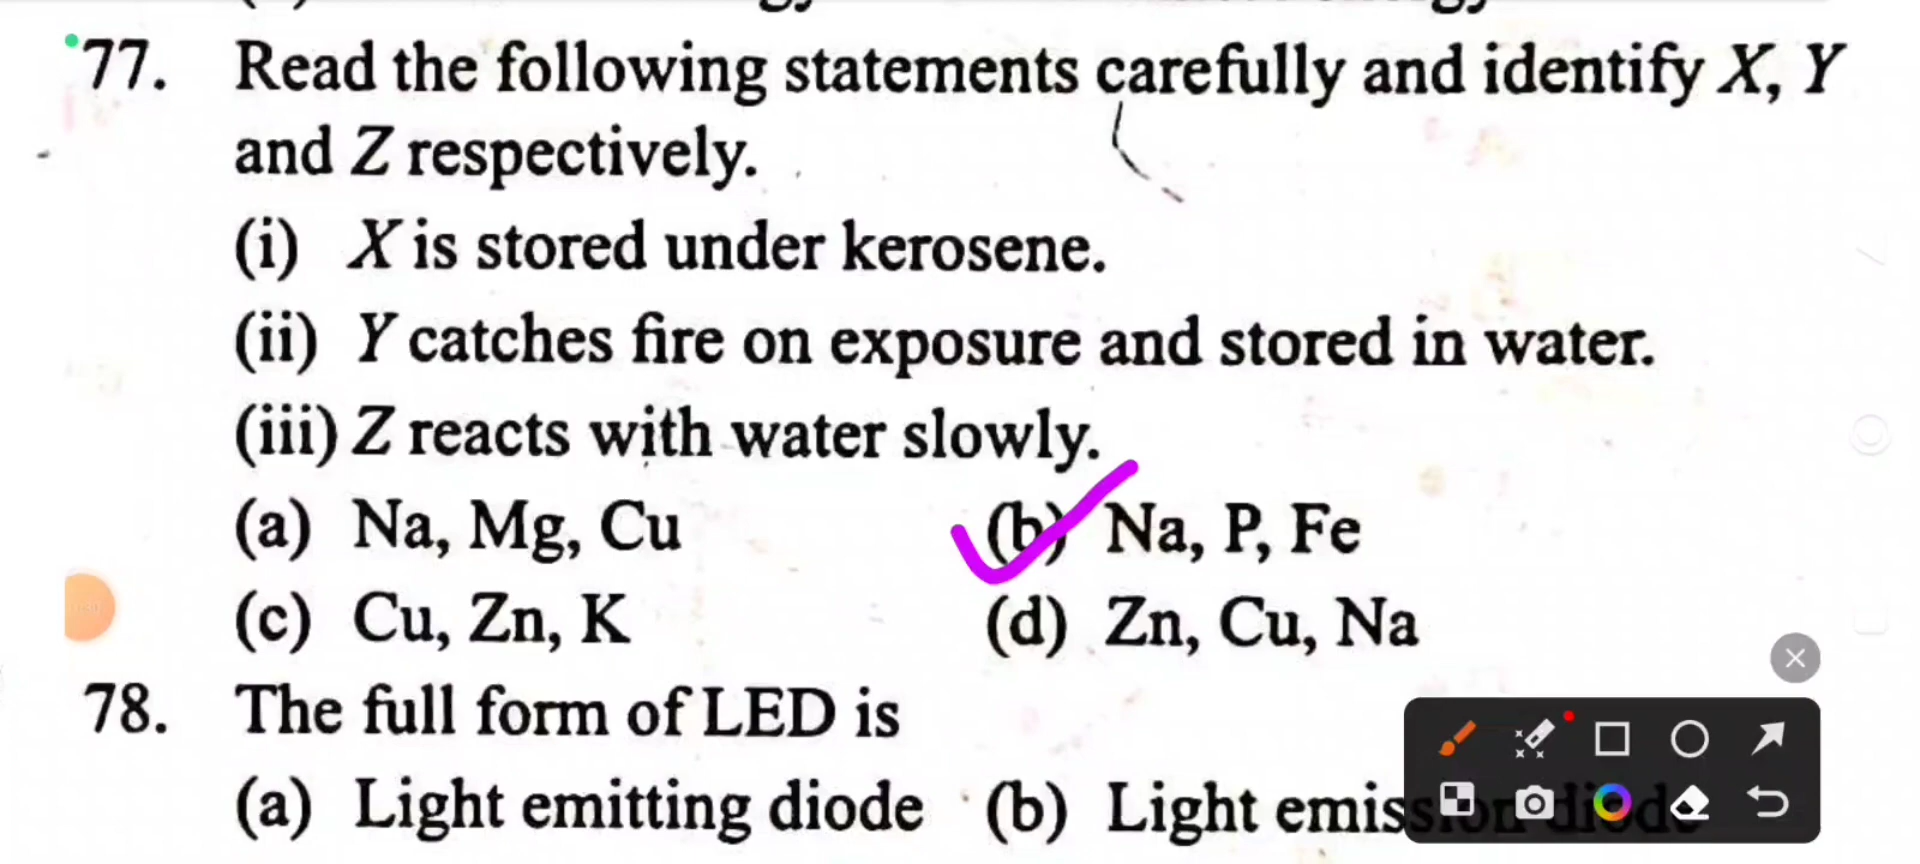 77. Read the following statements carefully and identify X, Y
and Z respectively.
(i) X is stored under kerosene.
(ii) Y catches fire on exposure and stored in water.
(iii) Z reacts with water slowly.
(a) Na, Mg, Cu (b) Na, P, Fe
(c) Cu, Zn, K (d) Zn, Cu, Na
78. The full form of LED is
(a) Light emitting diode (b) Light emission diode